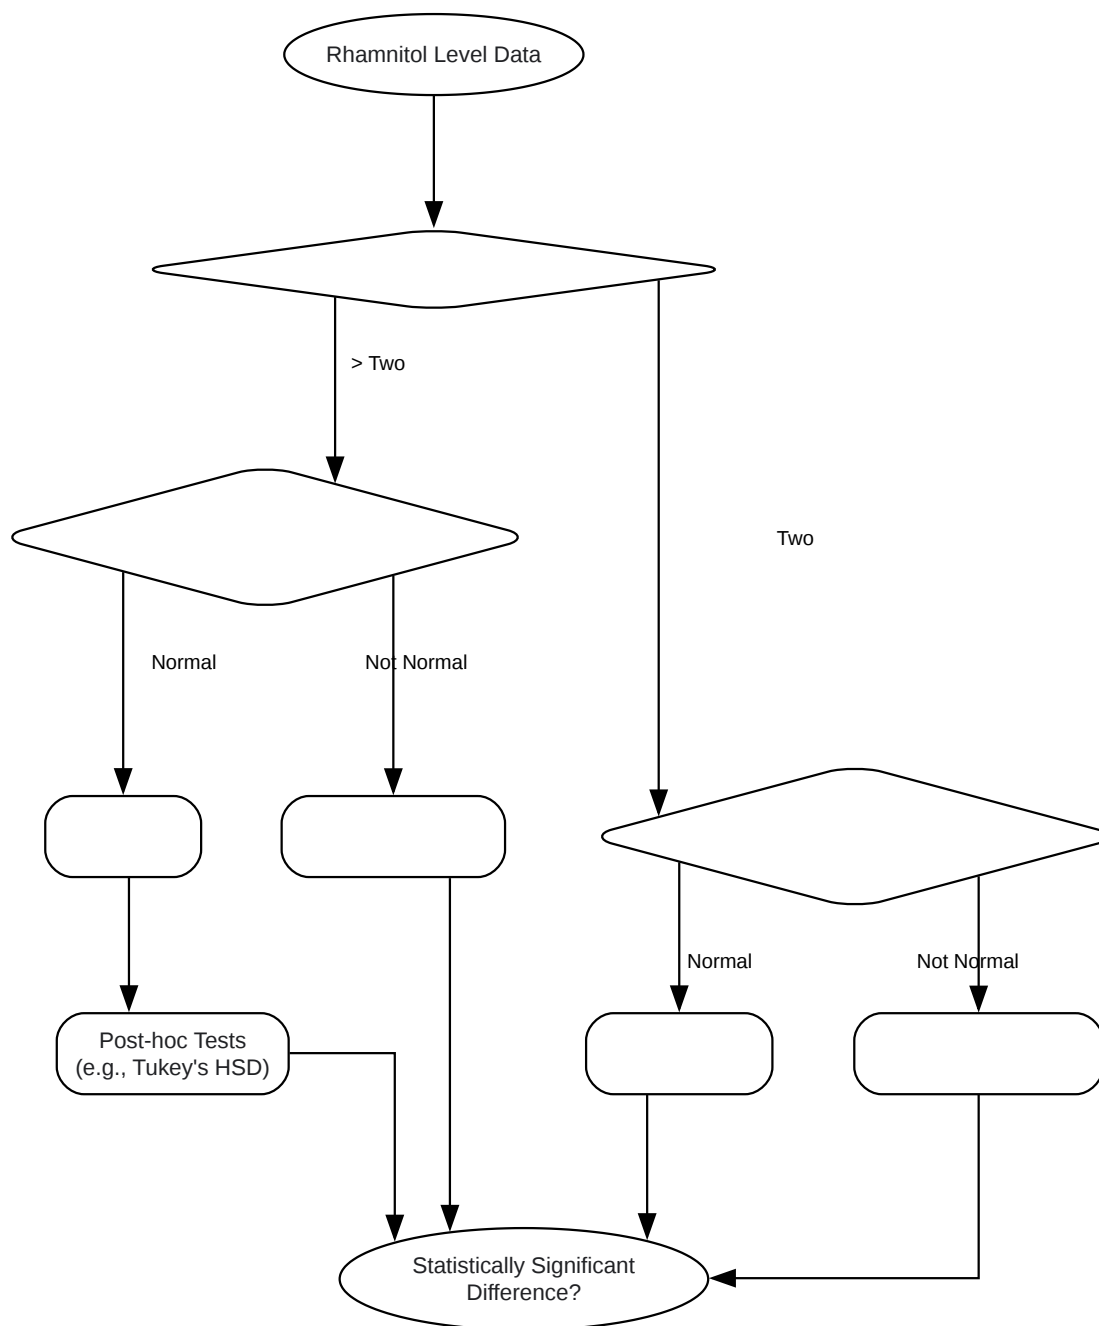 Rhamnitol Level Data
> Two
Two
Normal
Not Normal
Normal
Not Normal
Post-hoc Tests
(e.g., Tukey's HSD)
Statistically Significant
Difference?